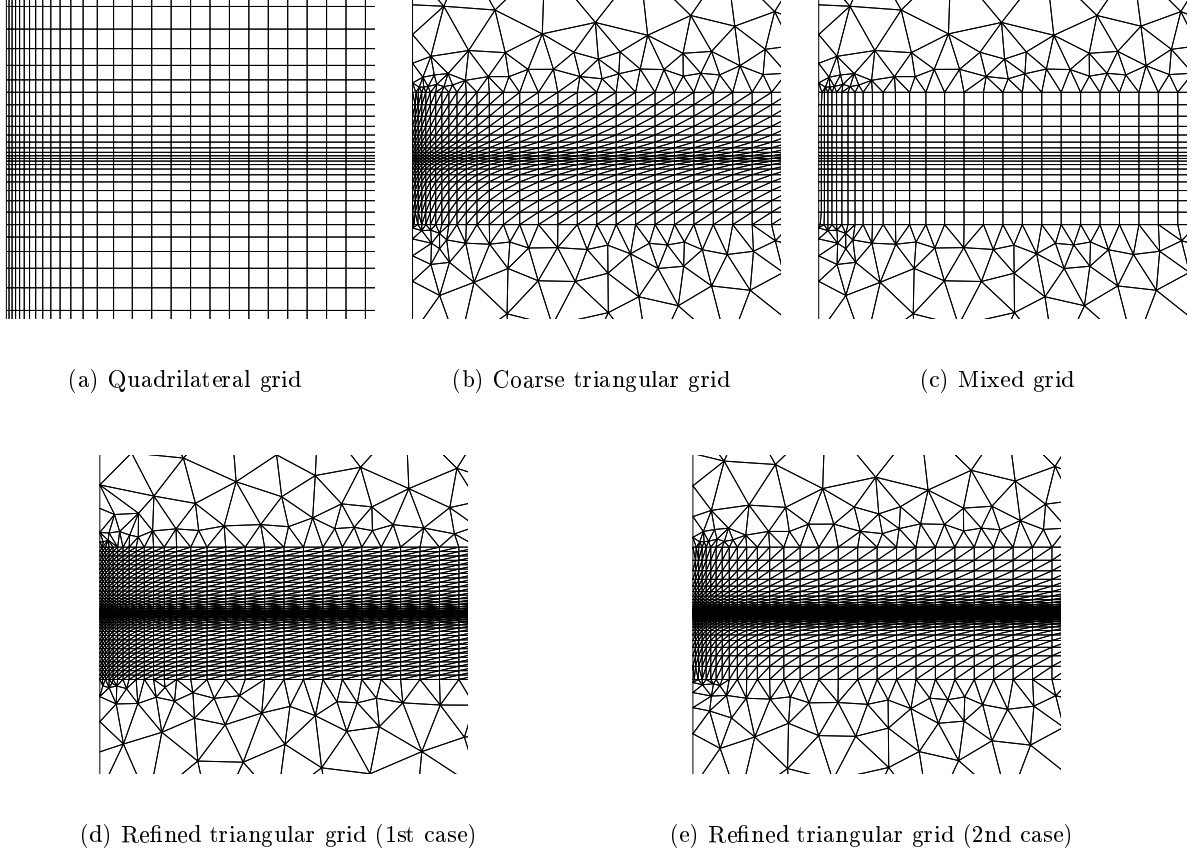 (a) Quadrilateral grid
(b) Coarse triangular grid
(c) Mixed grid
(d) Refined triangular grid (1st case)
(e) Refined triangular grid (2nd case)